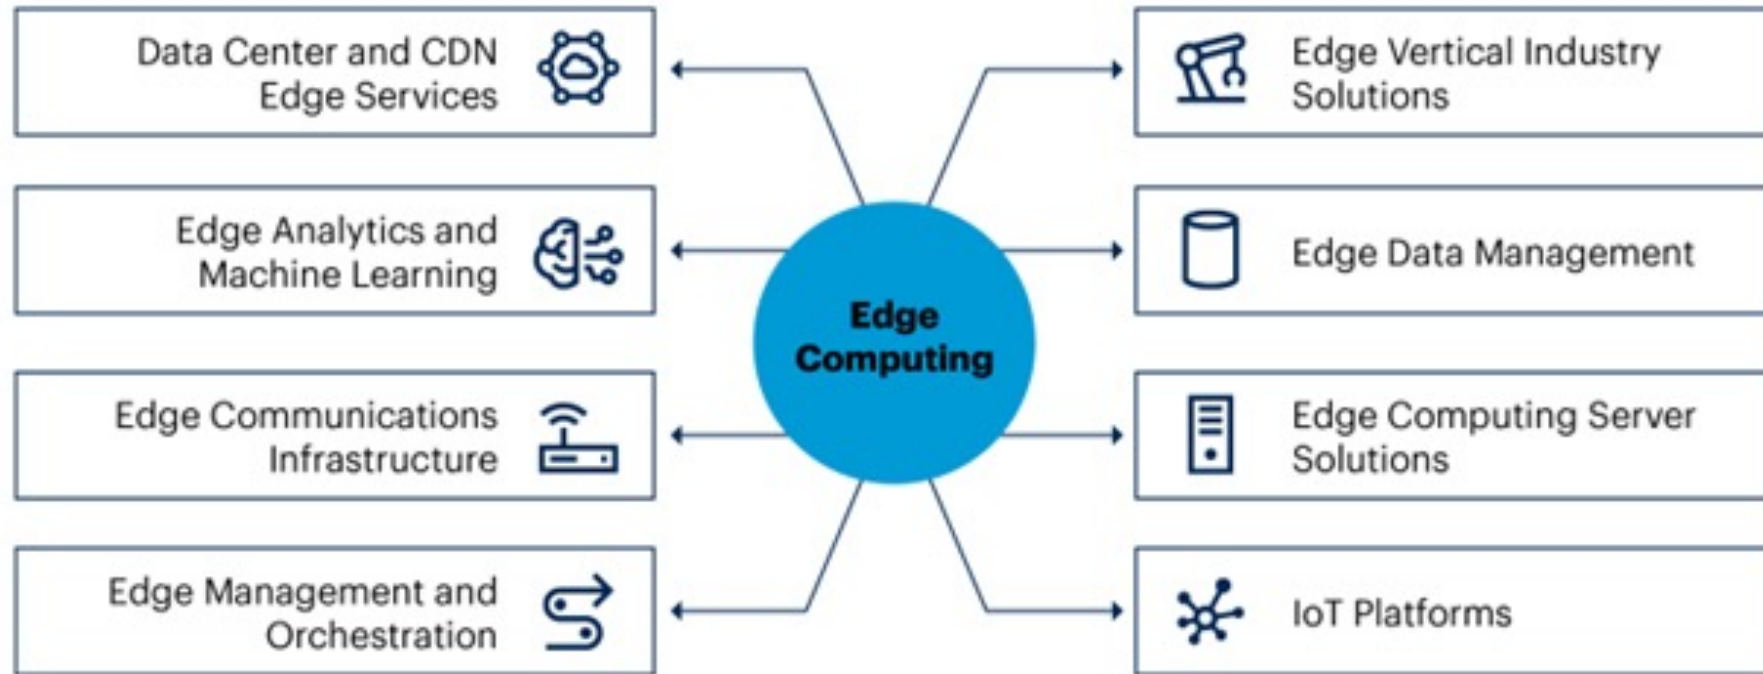 Data Center and CDN
Edge Services
Edge Analytics and
Machine Learning
Edge Communications
Infrastructure
Edge Management and
Orchestration
Edge
Computing
Edge Vertical Industry
Solutions
Edge Data Management
Edge Computing Server
Solutions
IoT Platforms